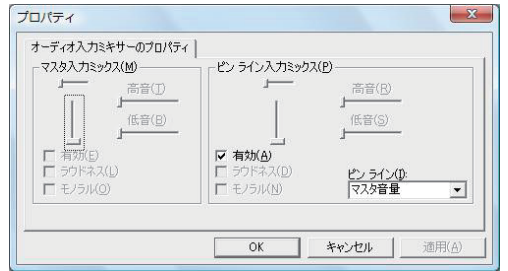 プロパティ
オーディオ入力ミキサーのプロパティ
マスタ入力ミックス(M)
高音(T)
低音(B)
有効(E)
ラウドネス(L)
モノラル(O)
ピン ライン入力ミックス(P)
高音(R)
低音(S)
有効(A)
ラウドネス(D)
モノラル(N)
ピン ライン(I):
マスタ音量
OK
キャンセル
適用(A)